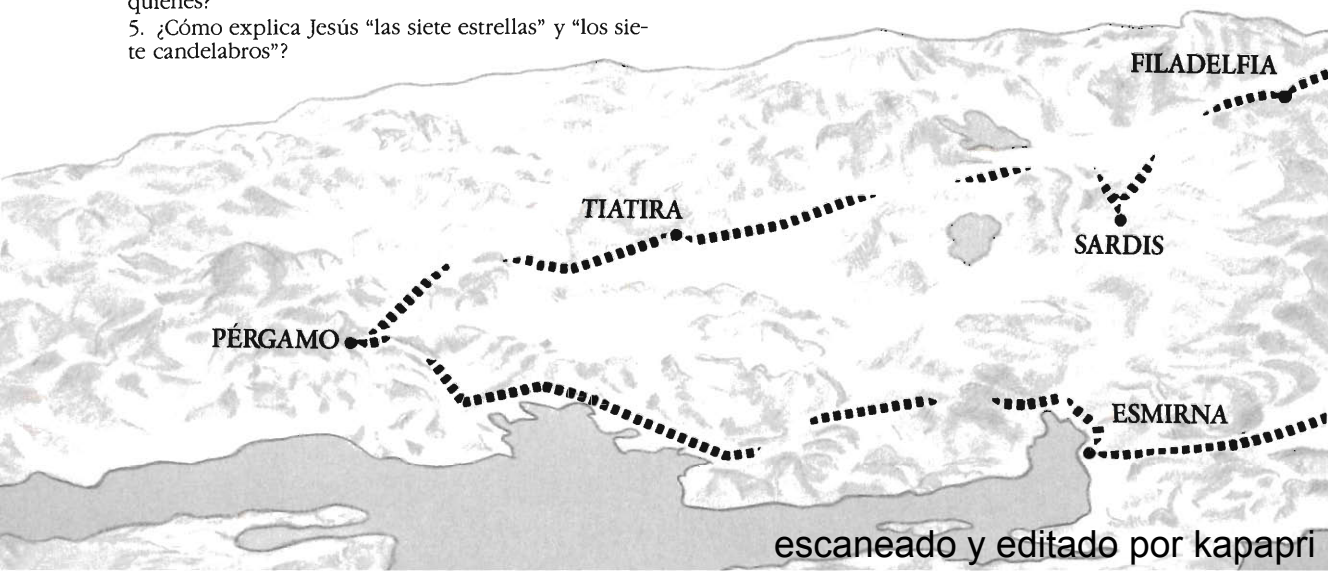 quiénes?
5. ¿Cómo explica Jesús “las siete estrellas” y “los sie-
te candelabros”?
FILADELFIA
TIATIRA
SARDIS
PÉRGAMO
ESMIRNA
escaneado y editado por kapapri